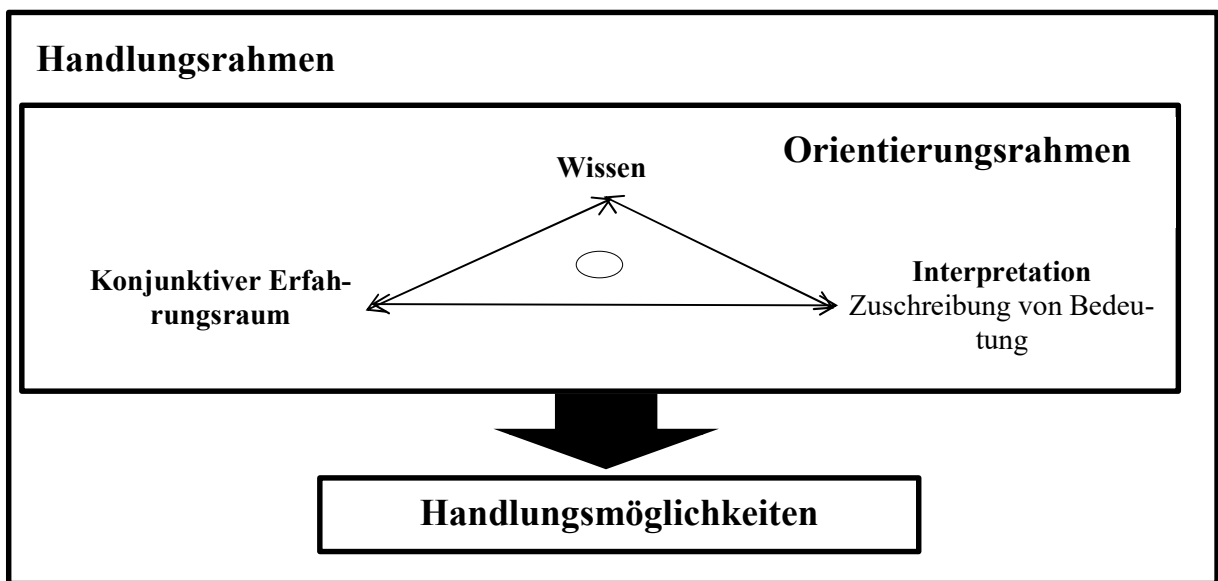 Handlungsrahmen
Orientierungsrahmen
Wissen
Konjunktiver Erfah-
rungsraum
Interpretation
Zuschreibung von Bedeu-
tung
Handlungsmöglichkeiten